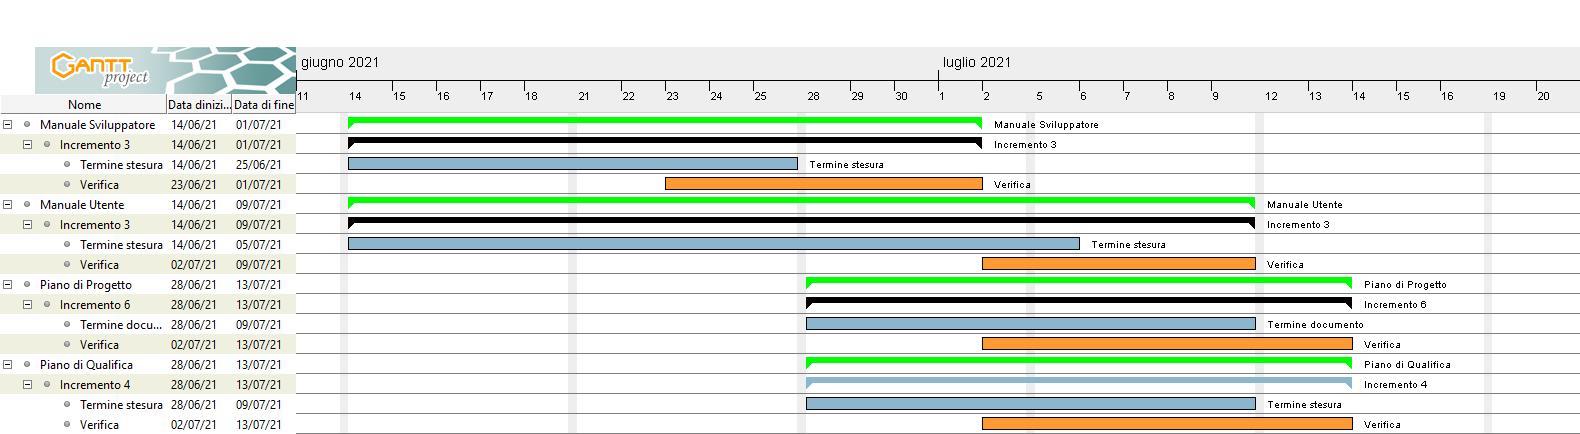 GANTT project
giugno 2021 luglio 2021
11 14 15 16 17 18 21 22 23 24 25 28 29 30 1 2 5 6 7 8 9 12 13 14 15 16 19 20
Nome Data dinizi... Data di fine
Manuale Sviluppatore 14/06/21 01/07/21 Manuale Sviluppatore
Incremento 3 14/06/21 01/07/21 Incremento 3
Termine stesura 14/06/21 25/06/21 Termine stesura
Verifica 23/06/21 01/07/21 Verifica
Manuale Utente 14/06/21 09/07/21 Manuale Utente
Incremento 3 14/06/21 09/07/21 Incremento 3
Termine stesura 14/06/21 05/07/21 Termine stesura
Verifica 02/07/21 09/07/21 Verifica
Piano di Progetto 28/06/21 13/07/21 Piano di Progetto
Incremento 6 28/06/21 13/07/21 Incremento 6
Termine docu... 28/06/21 09/07/21 Termine documento
Verifica 02/07/21 13/07/21 Verifica
Piano di Qualifica 28/06/21 13/07/21 Piano di Qualifica
Incremento 4 28/06/21 13/07/21 Incremento 4
Termine stesura 28/06/21 09/07/21 Termine stesura
Verifica 02/07/21 13/07/21 Verifica